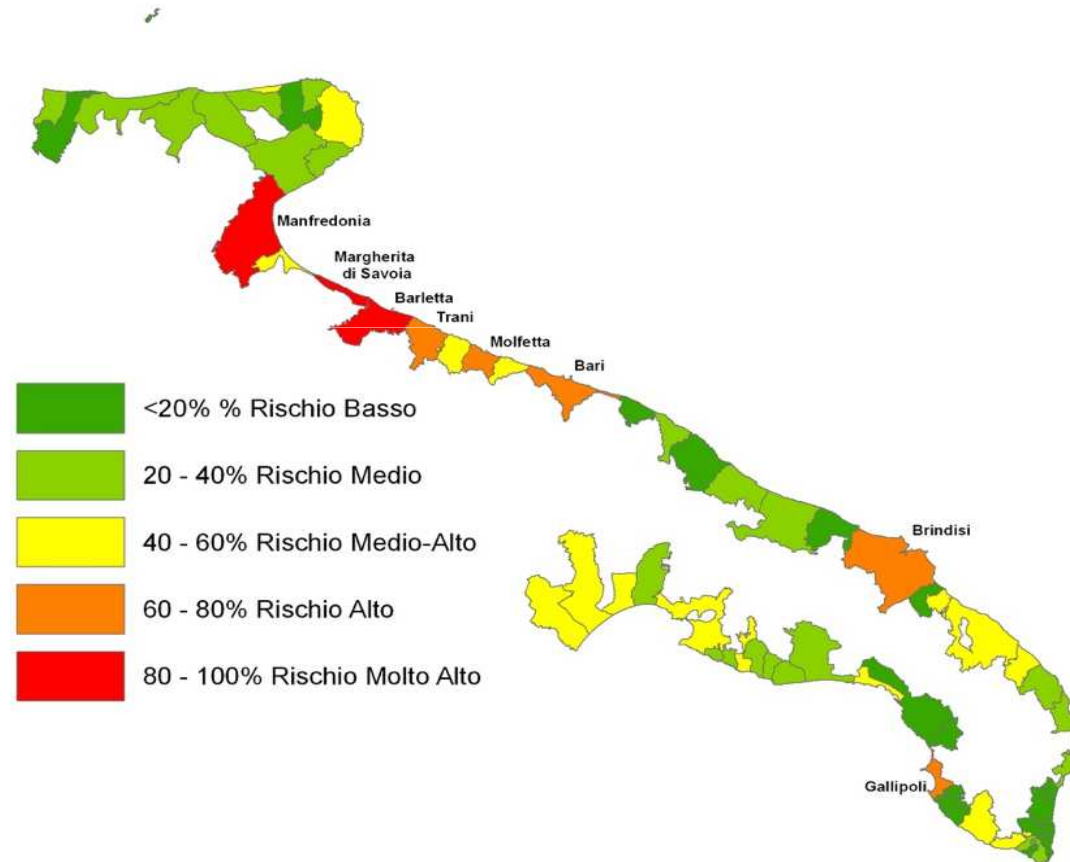 Manfredonia
Margherita
di Savoia
Barletta
Trani
Molfetta
Bari
<20% % Rischio Basso
20 - 40% Rischio Medio
40 - 60% Rischio Medio-Alto
60 - 80% Rischio Alto
80 - 100% Rischio Molto Alto
Brindisi
Gallipoli